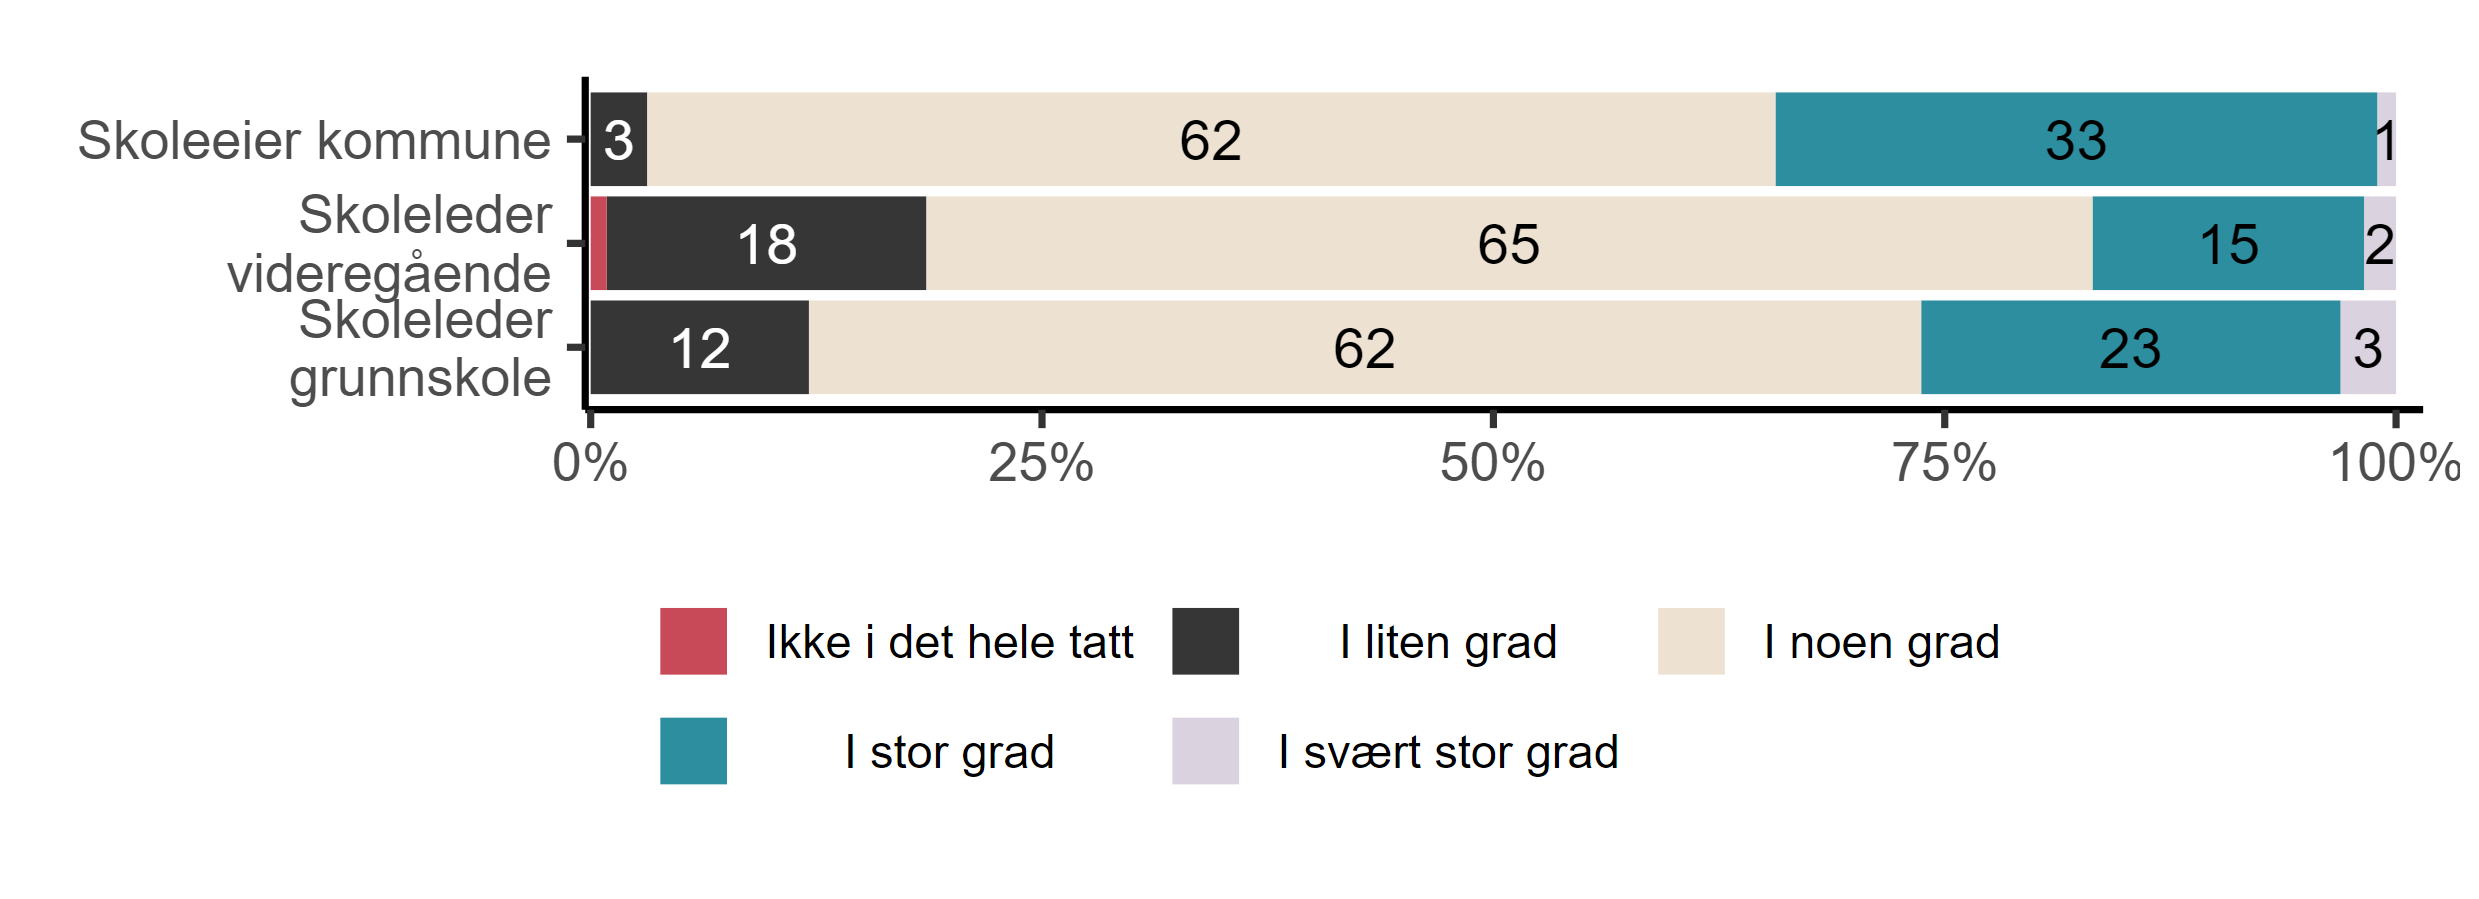 Skoleeier kommune
3 62 33 1
Skoleleder
videregående
18 65 15 2
Skoleleder
grunnskole
12 62 23 3
0% 25% 50% 75% 100%
Ikke i det hele tatt I liten grad I noen grad
I stor grad I svært stor grad